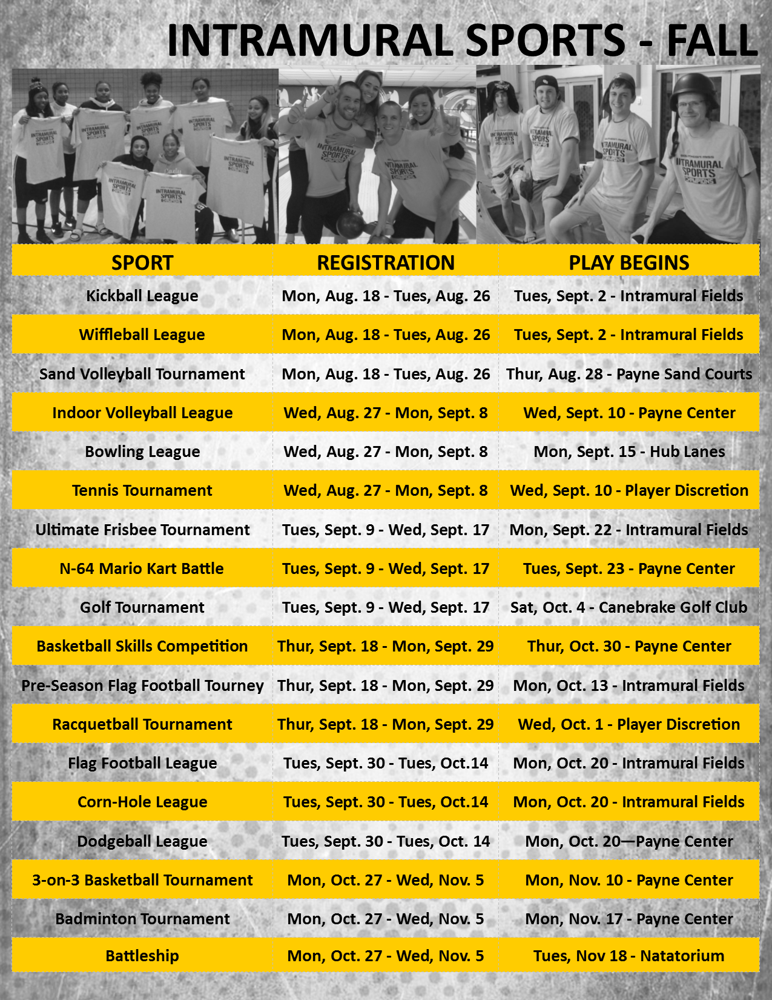 INTRAMURAL SPORTS - FALL
INTRAMURAL
SPORTS
INTRAMURAL
SPORTS
INTRAMURAL
SPORTS
INTRAMURAL
SPORTS
INTRAMURAL
SPORTS
CHAMPIONS
SPORT REGISTRATION PLAY BEGINS
Kickball League Mon, Aug. 18 - Tues, Aug. 26 Tues, Sept. 2 - Intramural Fields
Wiffleball League Mon, Aug. 18 - Tues, Aug. 26 Tues, Sept. 2 - Intramural Fields
Sand Volleyball Tournament Mon, Aug. 18 - Tues, Aug. 26 Thur, Aug. 28 - Payne Sand Courts
Indoor Volleyball League Wed, Aug. 27 - Mon, Sept. 8 Wed, Sept. 10 - Payne Center
Bowling League Wed, Aug. 27 - Mon, Sept. 8 Mon, Sept. 15 - Hub Lanes
Tennis Tournament Wed, Aug. 27 - Mon, Sept. 8 Wed, Sept. 10 - Player Discretion
Ultimate Frisbee Tournament Tues, Sept. 9 - Wed, Sept. 17 Mon, Sept. 22 - Intramural Fields
N-64 Mario Kart Battle Tues, Sept. 9 - Wed, Sept. 17 Tues, Sept. 23 - Payne Center
Golf Tournament Tues, Sept. 9 - Wed, Sept. 17 Sat, Oct. 4 - Canebrake Golf Club
Basketball Skills Competition Thur, Sept. 18 - Mon, Sept. 29 Thur, Oct. 30 - Payne Center
Pre-Season Flag Football Tourney Thur, Sept. 18 - Mon, Sept. 29 Mon, Oct. 13 - Intramural Fields
Racquetball Tournament Thur, Sept. 18 - Mon, Sept. 29 Wed, Oct. 1 - Player Discretion
Flag Football League Tues, Sept. 30 - Tues, Oct.14 Mon, Oct. 20 - Intramural Fields
Corn-Hole League Tues, Sept. 30 - Tues, Oct.14 Mon, Oct. 20 - Intramural Fields
Dodgeball League Tues, Sept. 30 - Tues, Oct. 14 Mon, Oct. 20—Payne Center
3-on-3 Basketball Tournament Mon, Oct. 27 - Wed, Nov. 5 Mon, Nov. 10 - Payne Center
Badminton Tournament Mon, Oct. 27 - Wed, Nov. 5 Mon, Nov. 17 - Payne Center
Battleship Mon, Oct. 27 - Wed, Nov. 5 Tues, Nov 18 - Natatorium